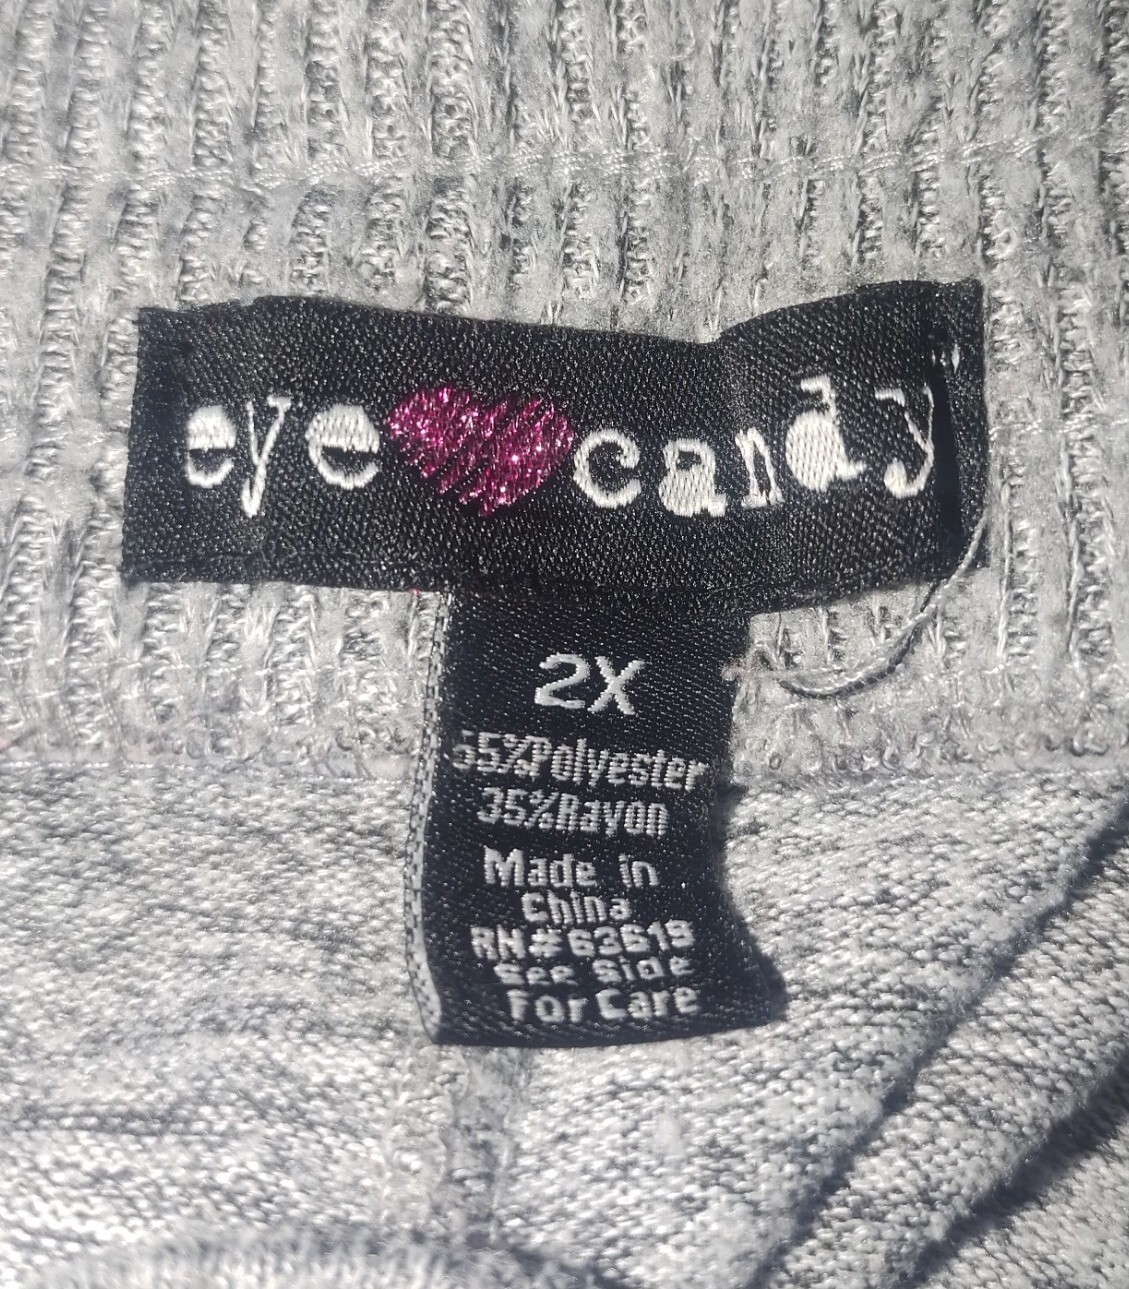 eye candy
2X
65%Polyester
35%Rayon
Made in
China
RN#63619
See Side
For Care